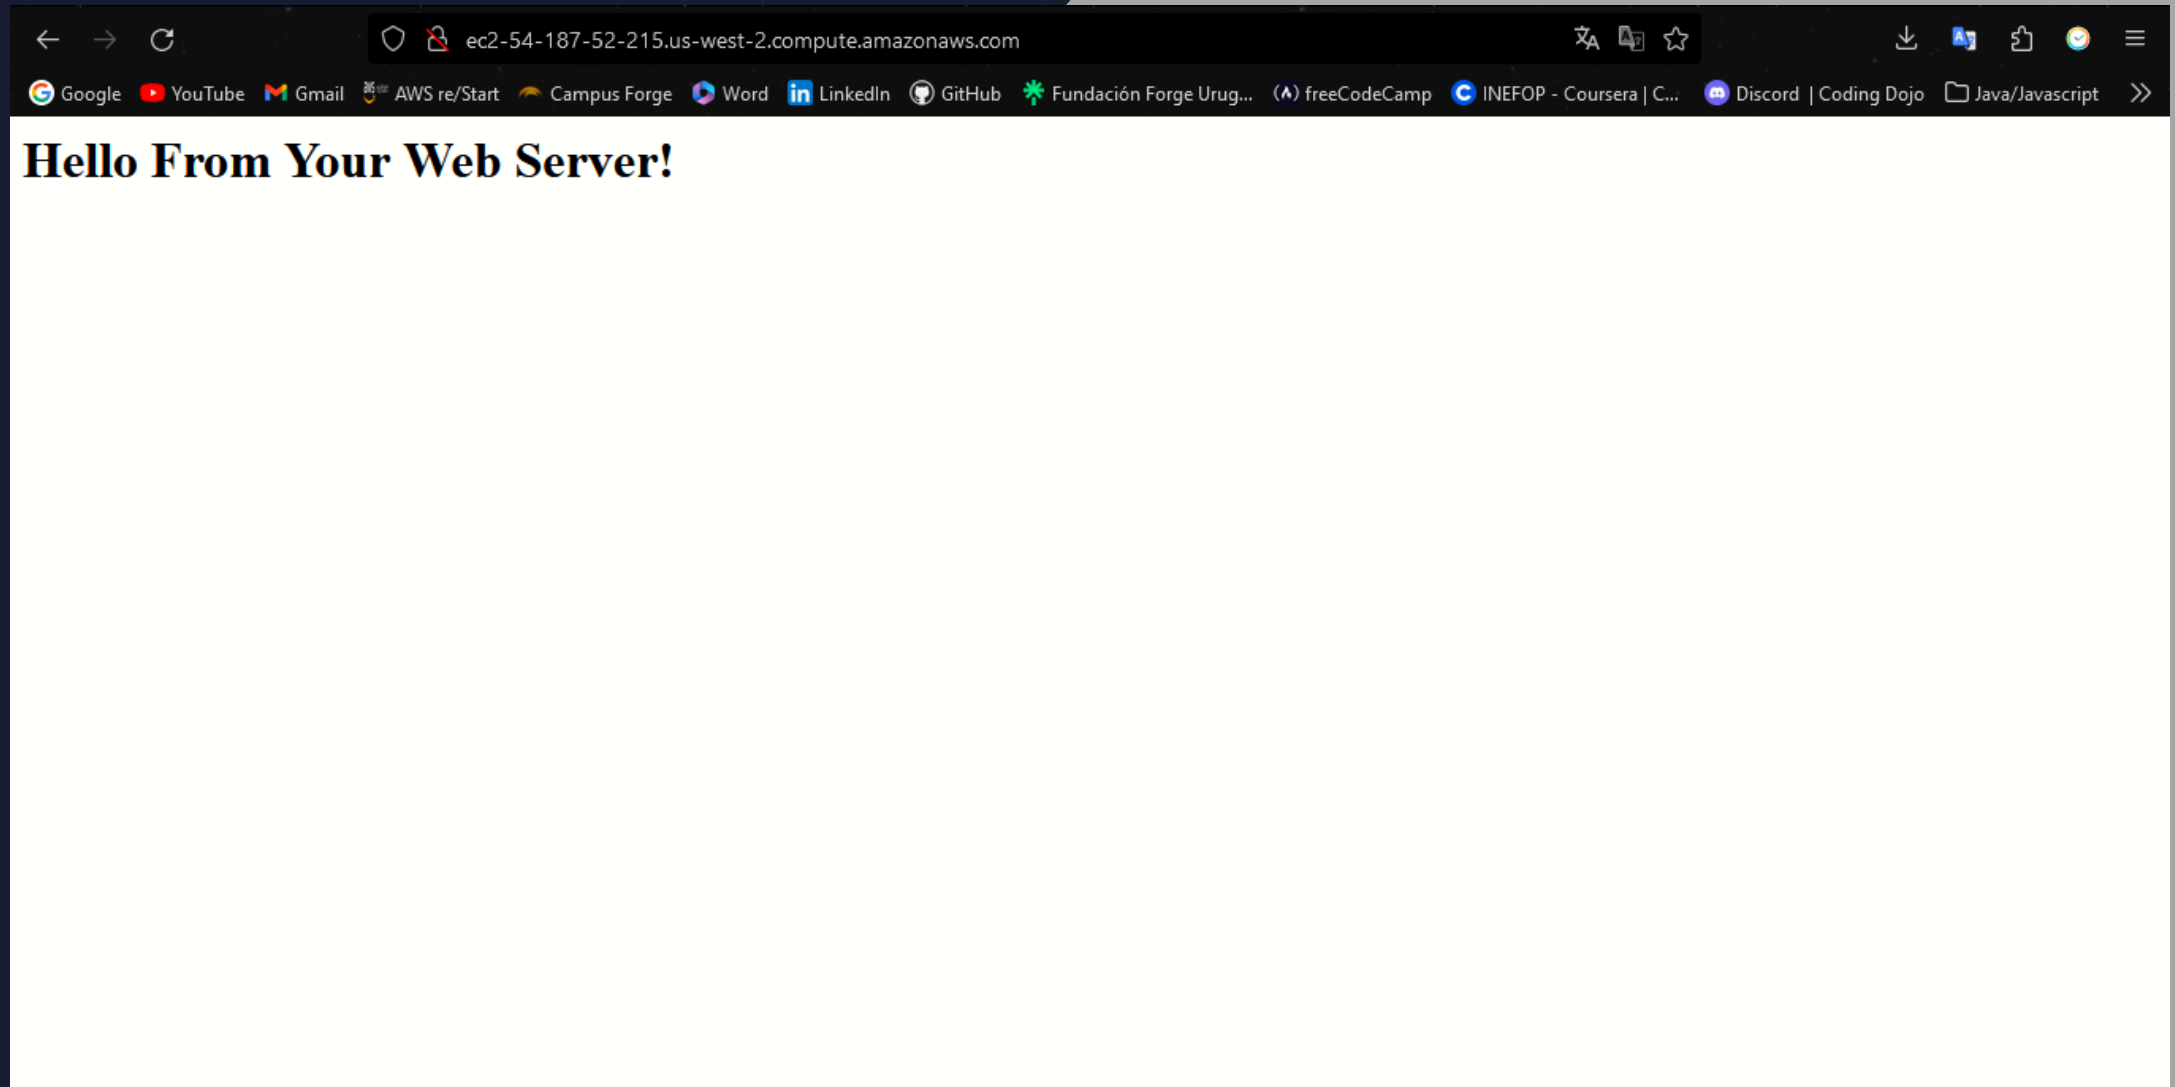 ec2-54-187-52-215.us-west-2.compute.amazonaws.com
Google YouTube Gmail AWS re/Start Campus Forge Word LinkedIn GitHub Fundación Forge Urug... freeCodeCamp INEFOP - Coursera | C... Discord | Coding Dojo Java/Javascript
Hello From Your Web Server!